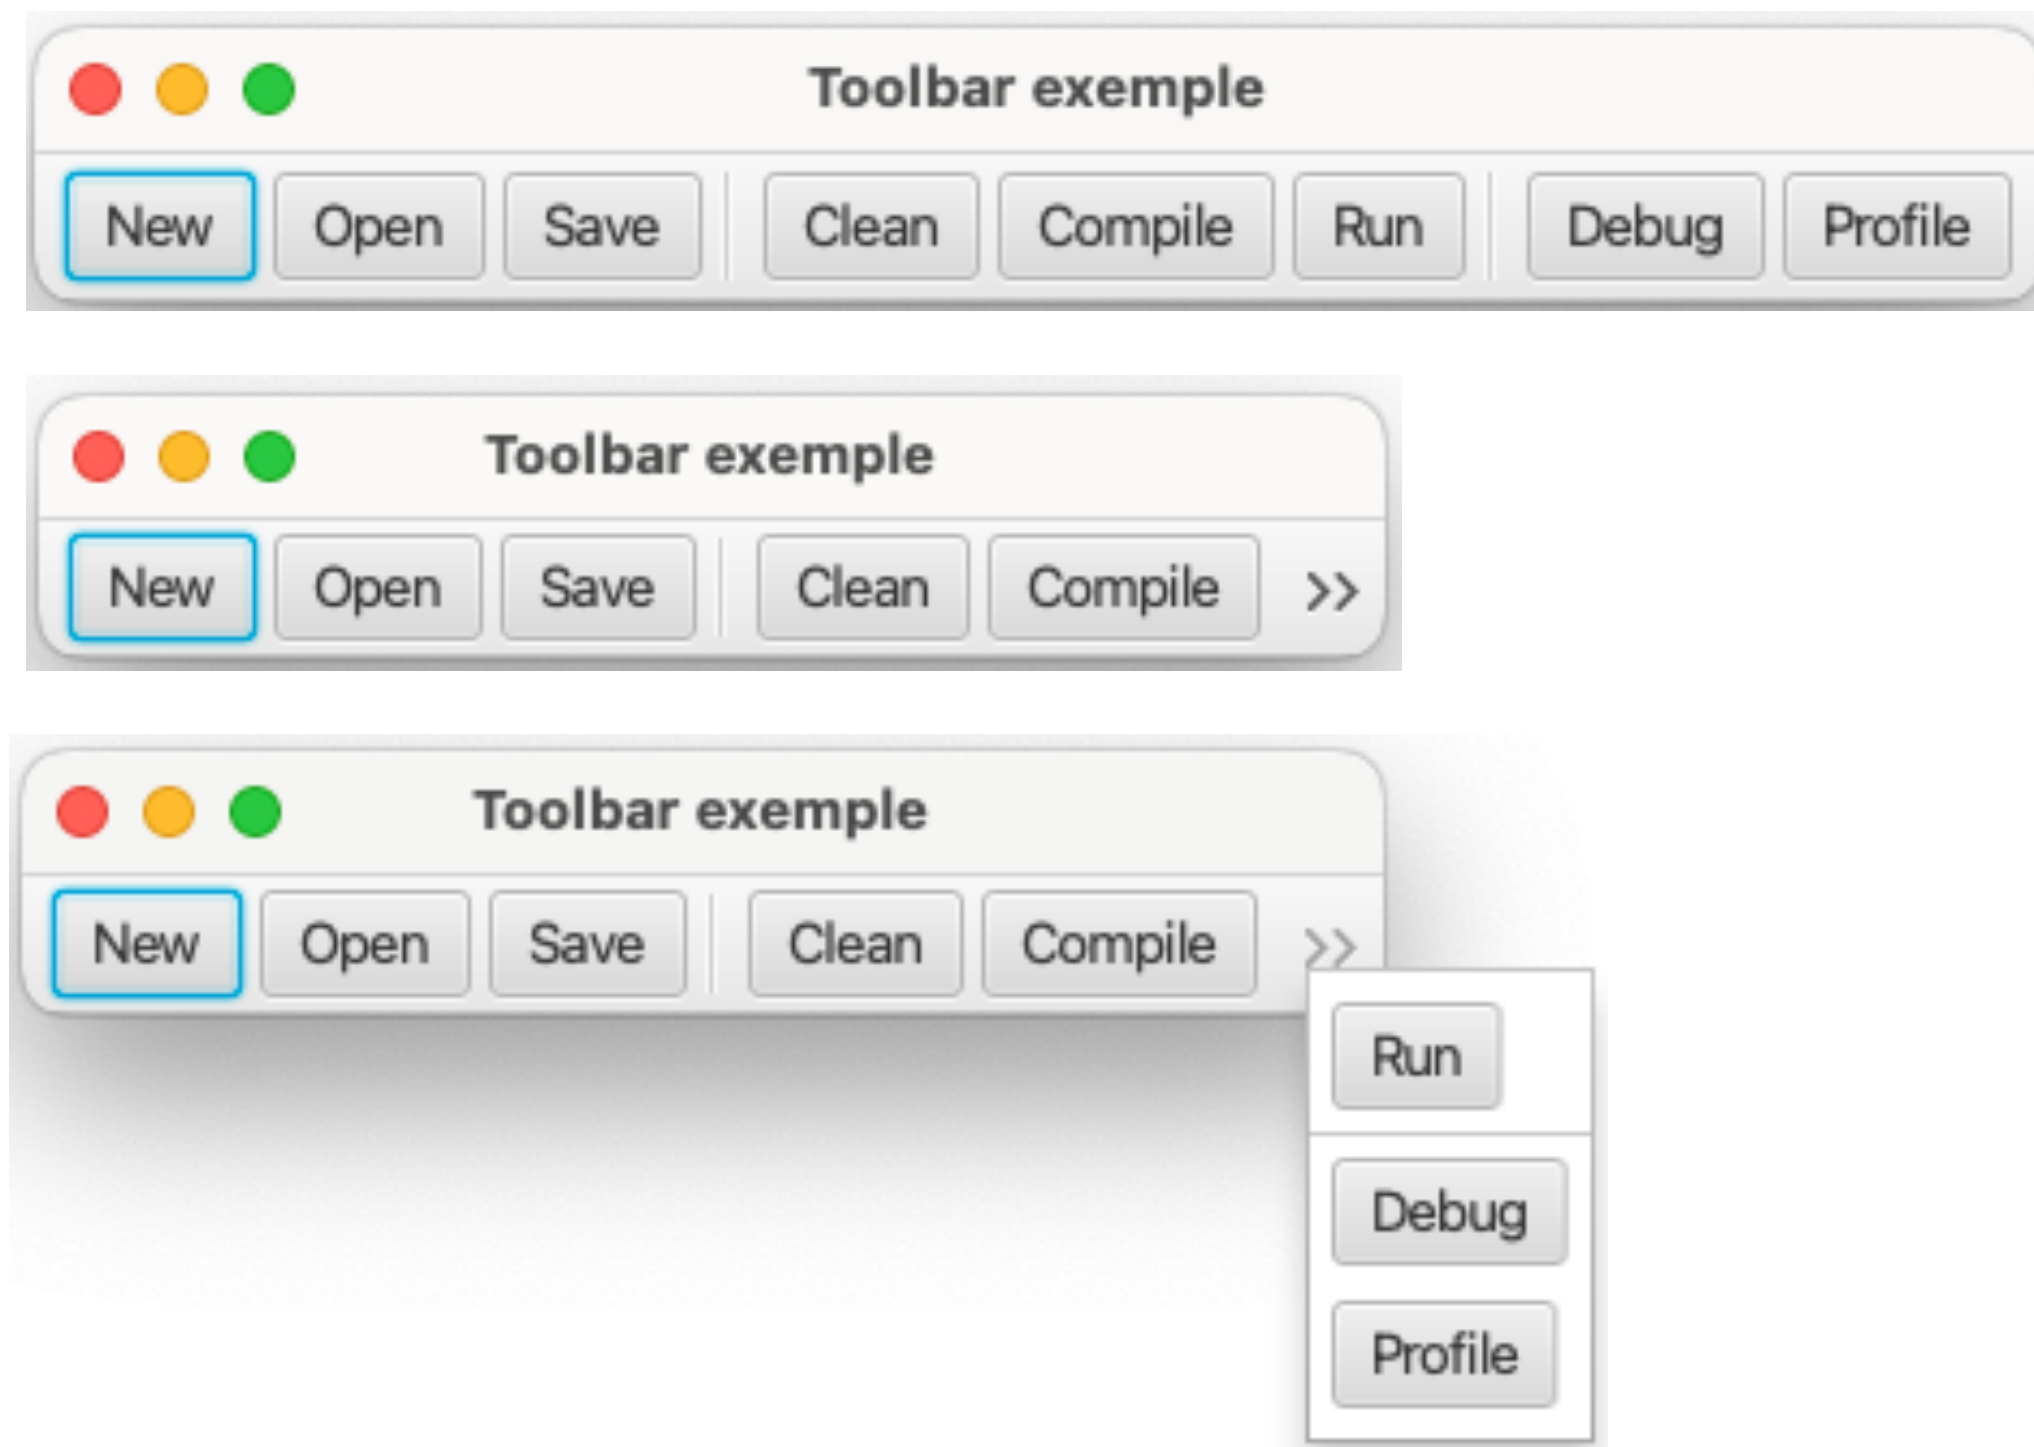 Toolbar exemple
New Open Save Clean Compile Run Debug Profile
Toolbar exemple
New Open Save Clean Compile >>
Toolbar exemple
New Open Save Clean Compile >>
Run
Debug
Profile